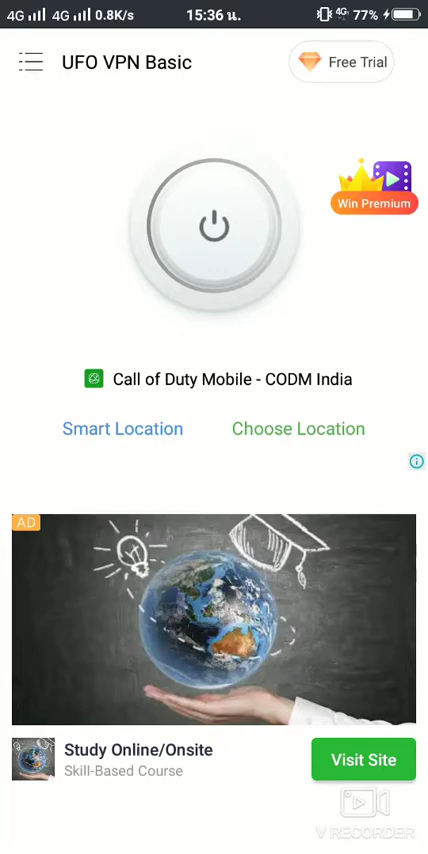 4G 4G 0.8K/s 15:36 น. 4G 77%
UFO VPN Basic
Free Trial
Win Premium
Call of Duty Mobile - CODM India
Smart Location Choose Location
AD
Study Online/Onsite
Skill-Based Course
Visit Site
V RECORDER